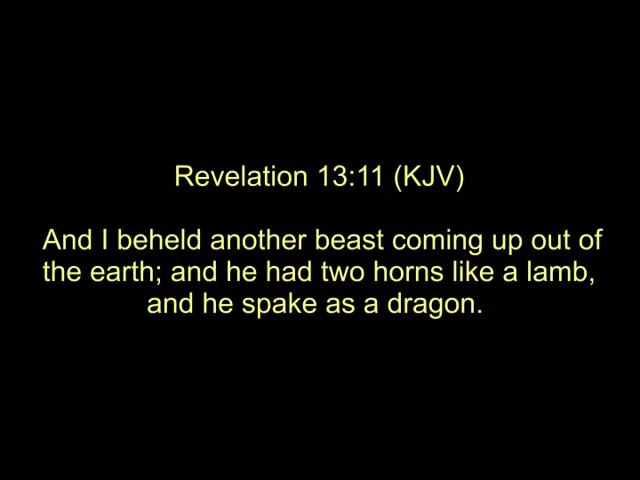 Revelation 13:11 (KJV)
And I beheld another beast coming up out of
the earth; and he had two horns like a lamb,
and he spake as a dragon.